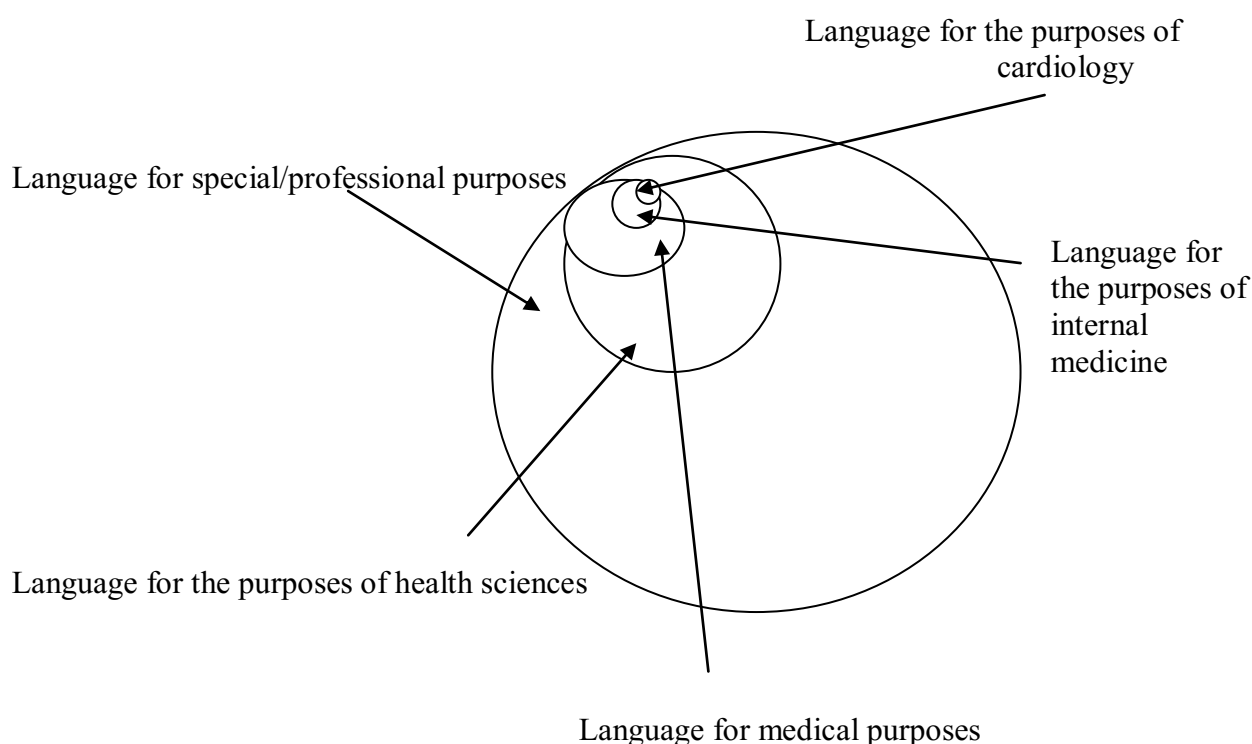 Language for the purposes of
cardiology
Language for special/professional purposes
Language for
the purposes of
internal
medicine
Language for the purposes of health sciences
Language for medical purposes